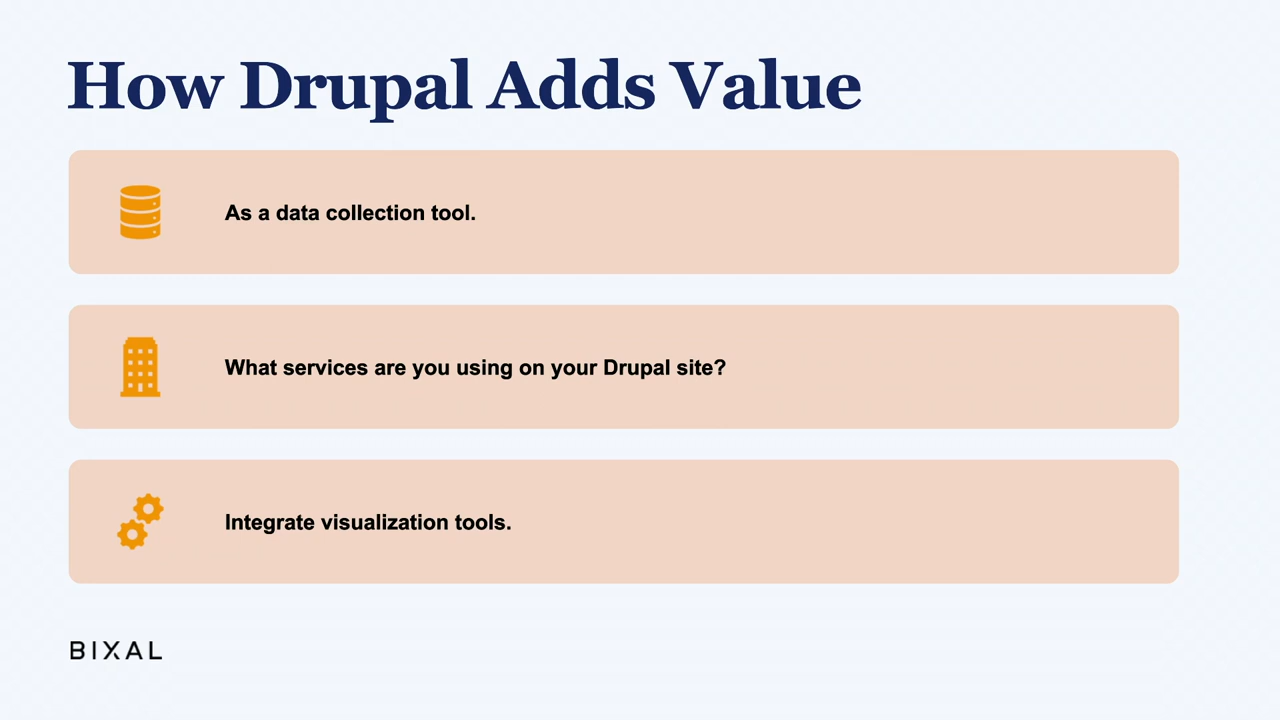 How Drupal Adds Value
As a data collection tool.
What services are you using on your Drupal site?
Integrate visualization tools.
BIXAL